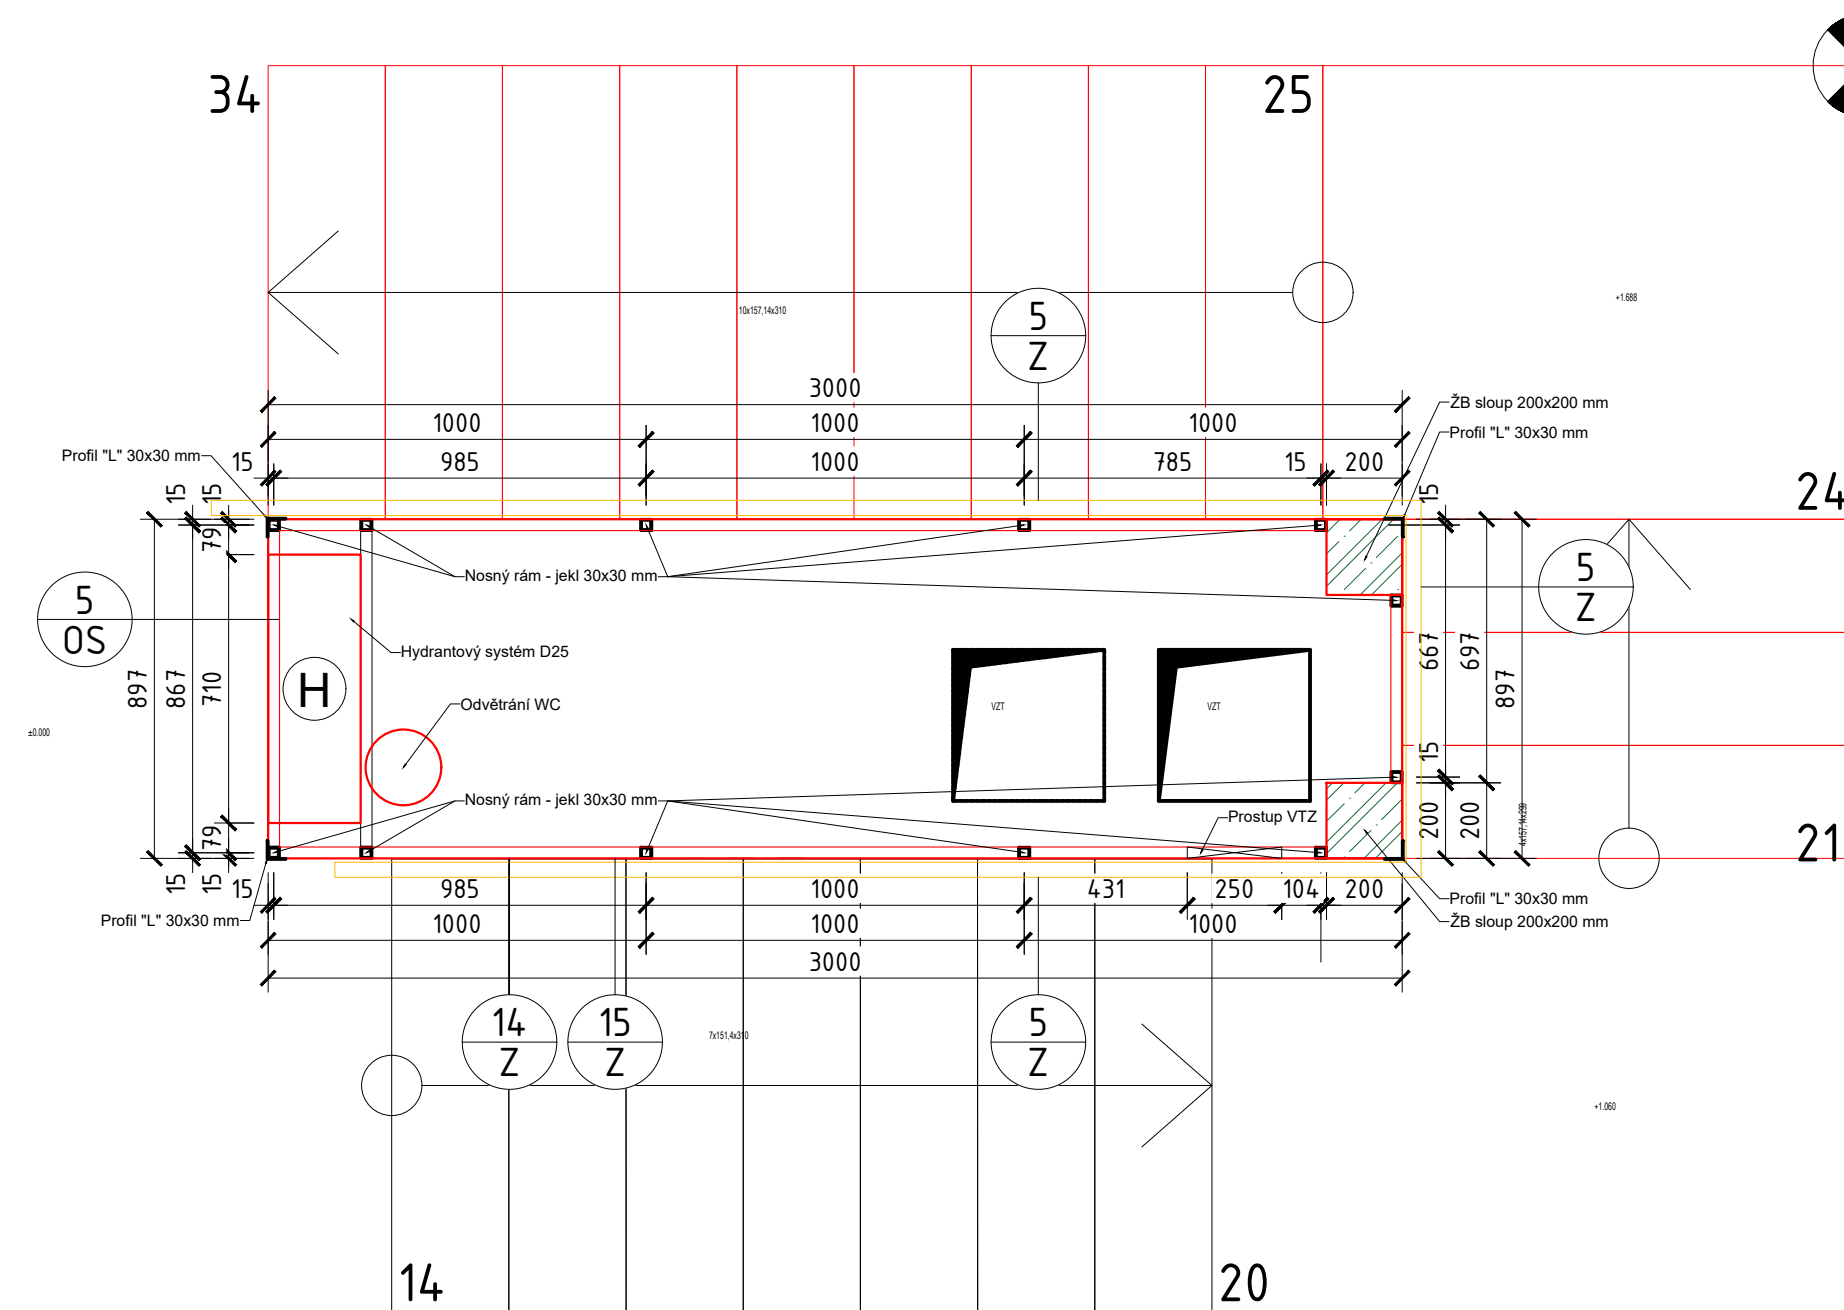 34
25
10x157,14x310
5
Z
+1.688
3000
1000
1000
1000
ŽB sloup 200x200 mm
Profil "L" 30x30 mm
Profil "L" 30x30 mm
15
985
1000
785
15
200
15
15
79
15
24
Nosný rám - jekl 30x30 mm
5
Z
5
OS
Hydrantový systém D25
897
867
710
H
Odvětrání WC
VZT
VZT
667
697
897
±0.000
15
Nosný rám - jekl 30x30 mm
Prostup VTZ
79
200
200
4x157,14x299
21
15
15
15
985
1000
431
250
104
200
Profil "L" 30x30 mm
Profil "L" 30x30 mm
ŽB sloup 200x200 mm
1000
1000
1000
3000
14
Z
15
Z
7x151,4x310
5
Z
+1.060
14
20